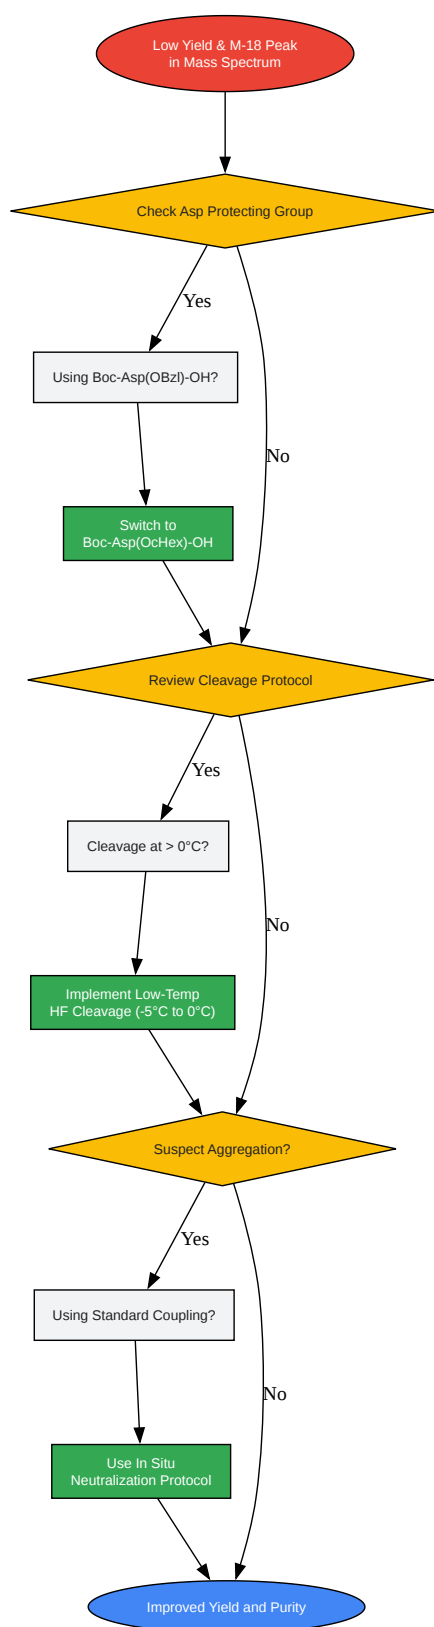 Low Yield & M-18 Peak
in Mass Spectrum
Check Asp Protecting Group
Yes
Using Boc-Asp(OBzl)-OH?
No
Switch to
Boc-Asp(OcHex)-OH
Review Cleavage Protocol
Yes
Cleavage at > 0°C?
No
Implement Low-Temp
HF Cleavage (-5°C to 0°C)
Suspect Aggregation?
Yes
Using Standard Coupling?
No
Use In Situ
Neutralization Protocol
Improved Yield and Purity